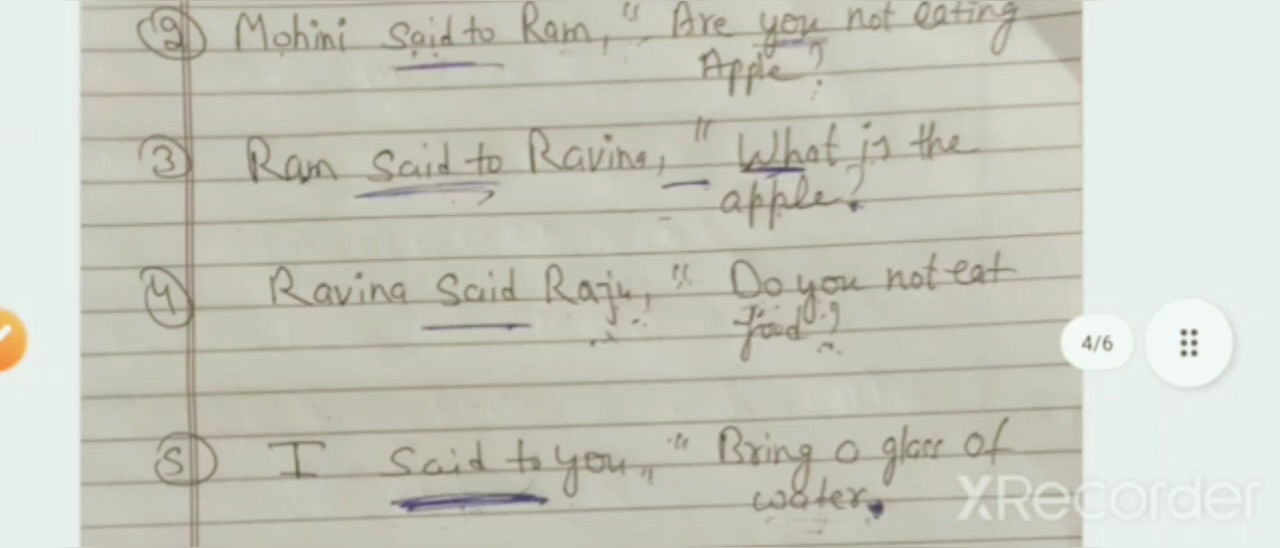 (2) Mohini said to Ram, " Are you not eating
Apple?
(3) Ram said to Ravina, " What is the
apple?
(4) Ravina said Raju, " Do you not eat
food?
4/6
(5) I said to you, " Bring a glass of
water.
XRecorder